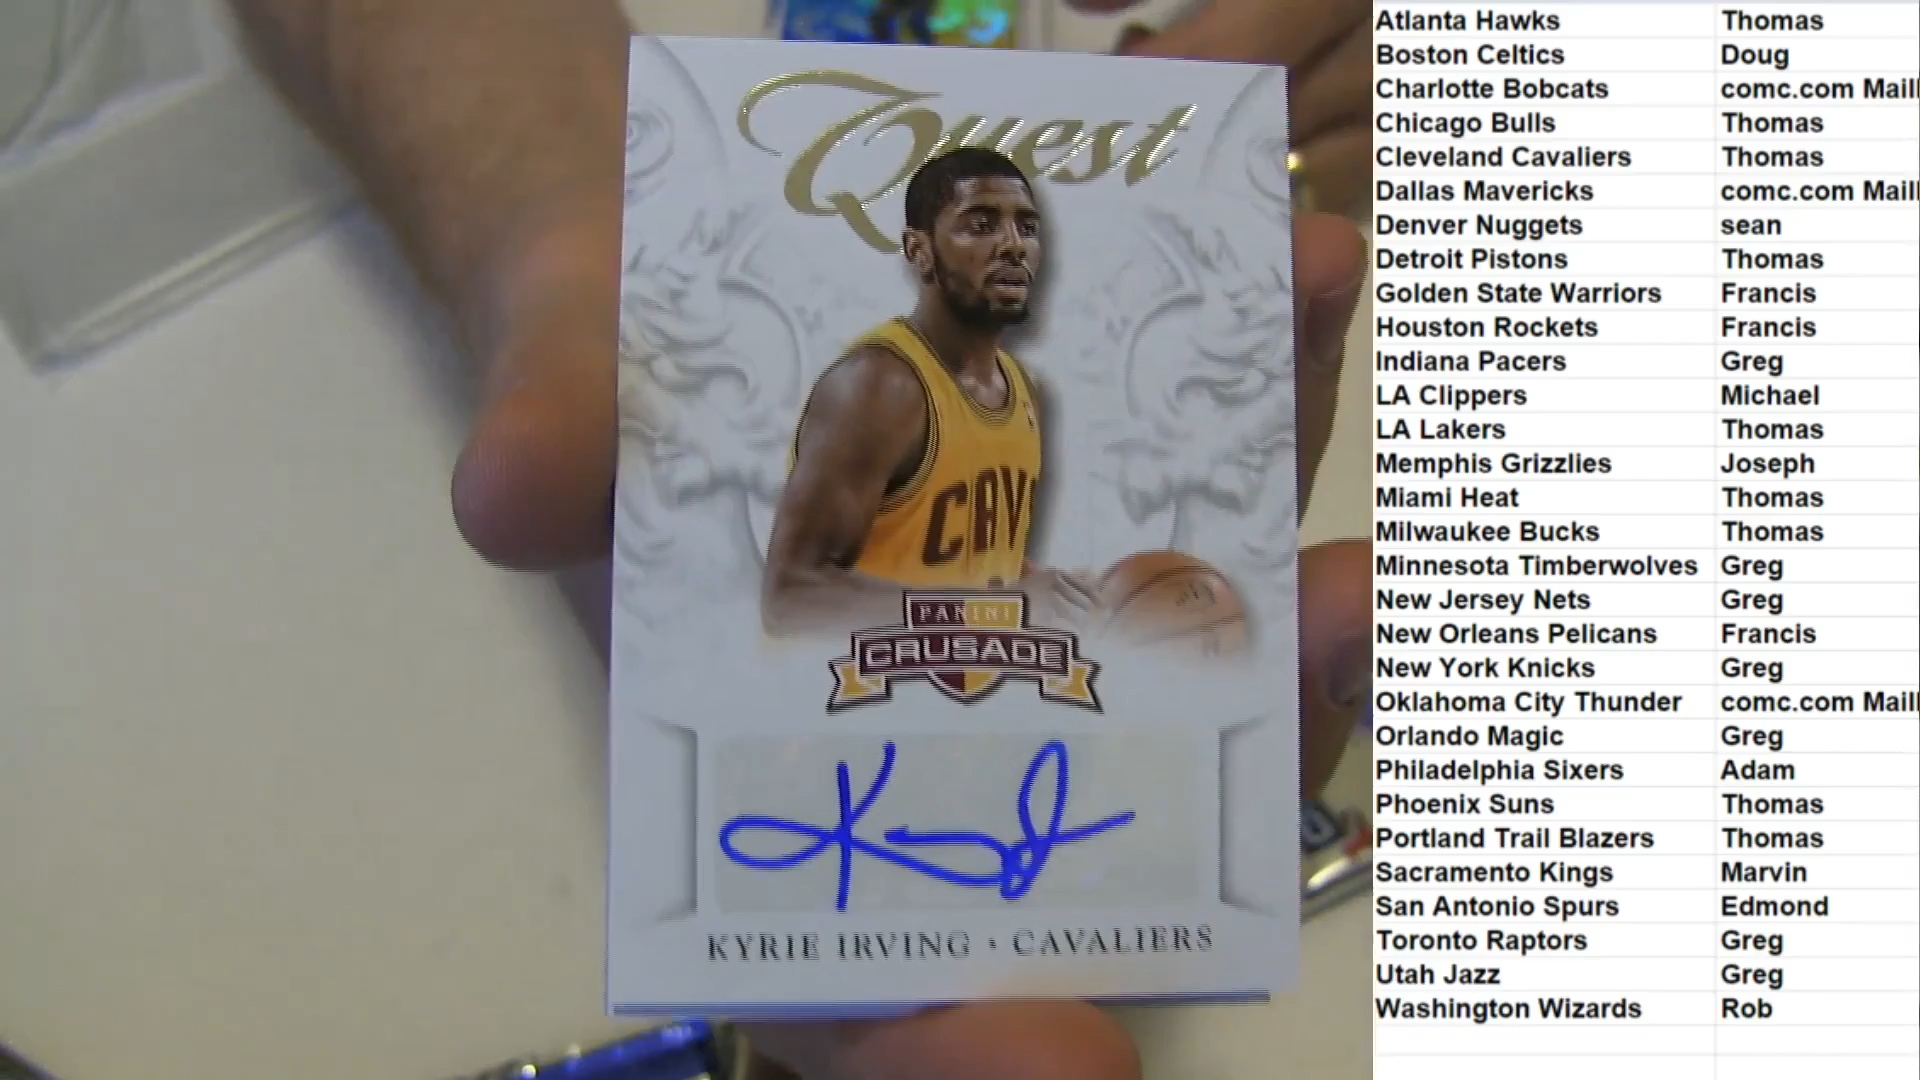 Quest
CAV
PANINI
CRUSADE
KYRIE IRVING · CAVALIERS
Atlanta Hawks Thomas
Boston Celtics Doug
Charlotte Bobcats comc.com Mail
Chicago Bulls Thomas
Cleveland Cavaliers Thomas
Dallas Mavericks comc.com Mail
Denver Nuggets sean
Detroit Pistons Thomas
Golden State Warriors Francis
Houston Rockets Francis
Indiana Pacers Greg
LA Clippers Michael
LA Lakers Thomas
Memphis Grizzlies Joseph
Miami Heat Thomas
Milwaukee Bucks Thomas
Minnesota Timberwolves Greg
New Jersey Nets Greg
New Orleans Pelicans Francis
New York Knicks Greg
Oklahoma City Thunder comc.com Mail
Orlando Magic Greg
Philadelphia Sixers Adam
Phoenix Suns Thomas
Portland Trail Blazers Thomas
Sacramento Kings Marvin
San Antonio Spurs Edmond
Toronto Raptors Greg
Utah Jazz Greg
Washington Wizards Rob